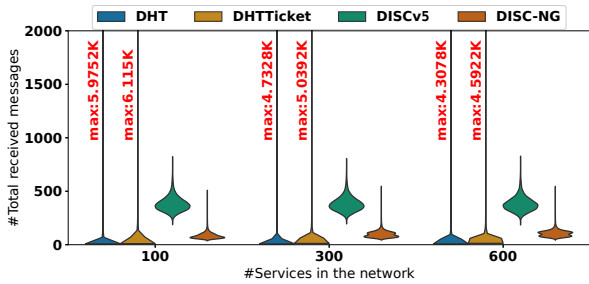 DHT DHTTicket DISCv5 DISC-NG
#Total received messages
2000
1500
1000
500
0
max:5.9752K
max:6.115K
max:4.7328K
max:5.0392K
max:4.3078K
max:4.5922K
100 300 600
#Services in the network